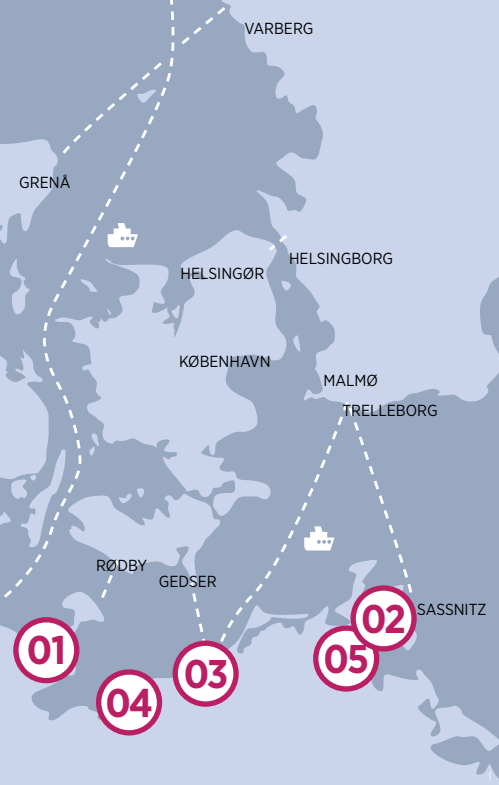 VARBERG
GRENÅ
HELSINGBORG
HELSINGØR
KØBENHAVN
MALMØ
TRELLEBORG
RØDBY
GEDSER
SASSNITZ
02
01
05
03
04